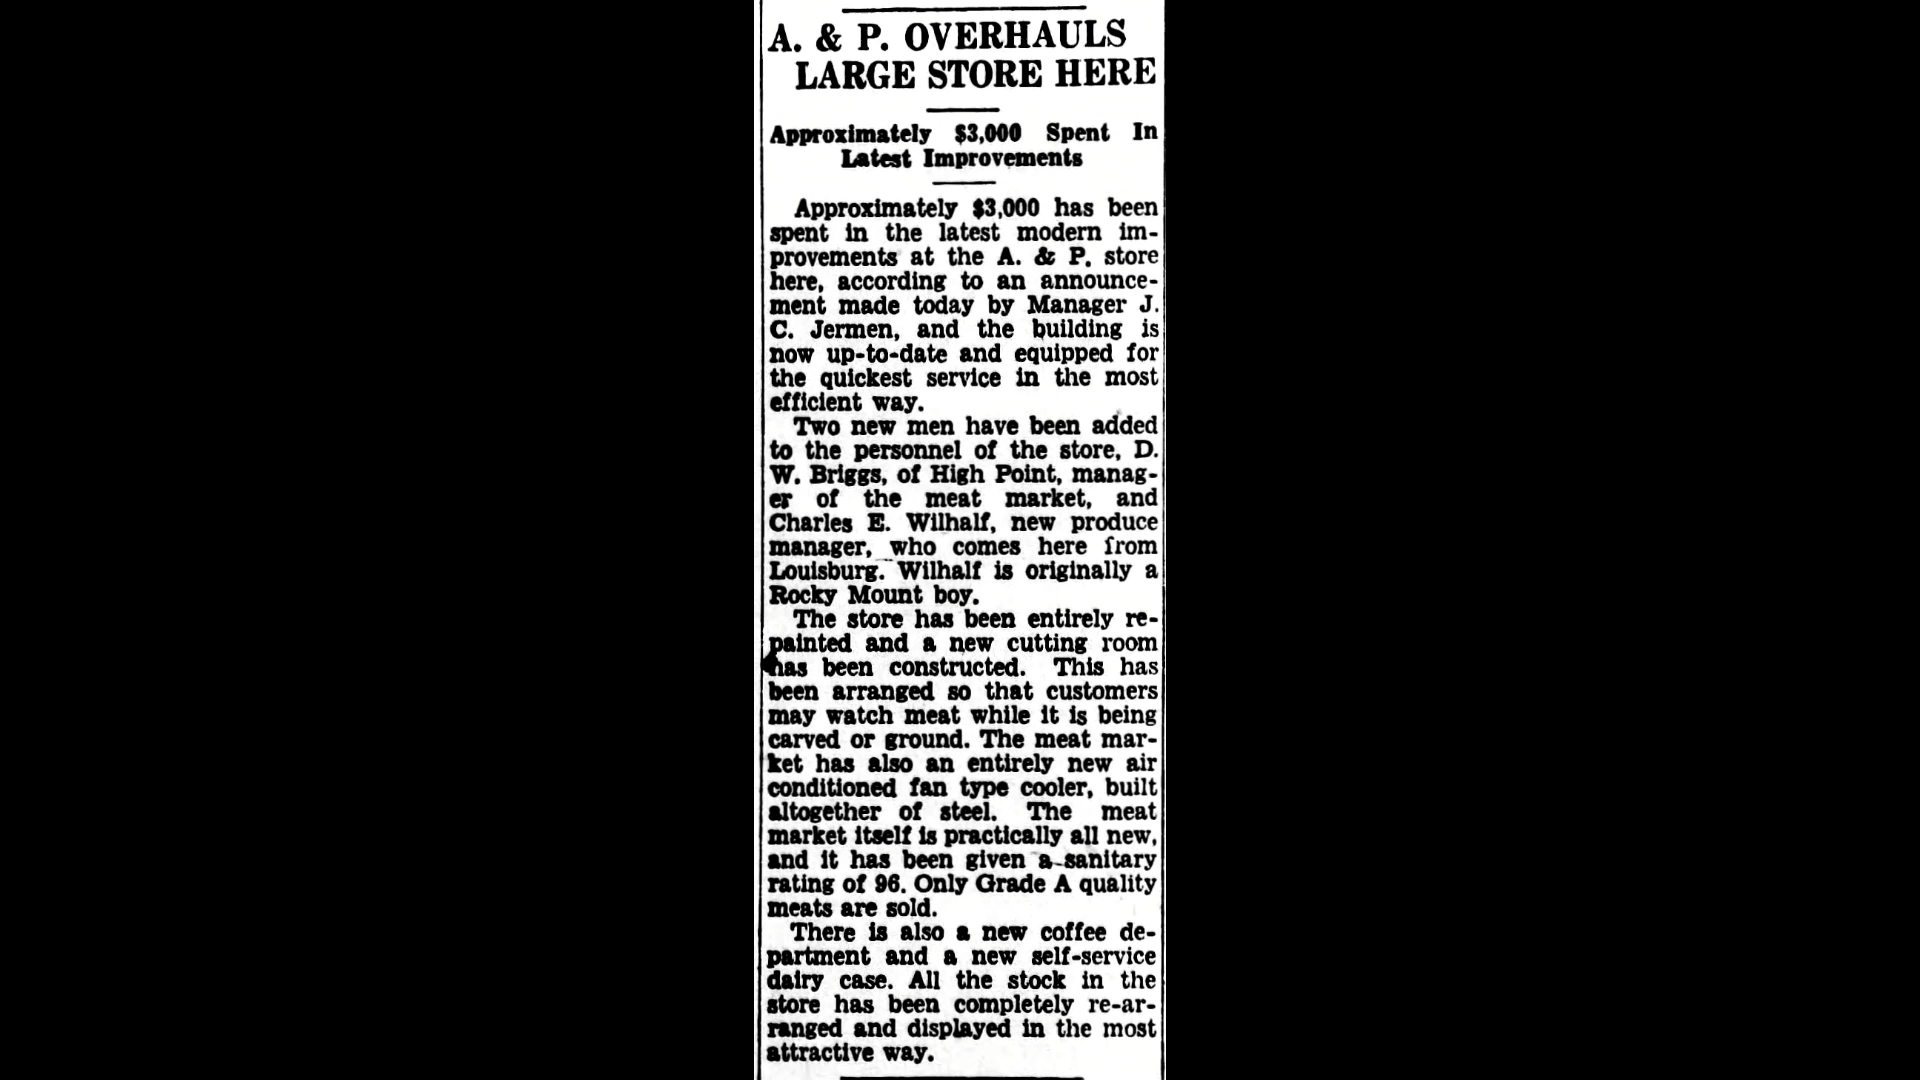 A. & P. OVERHAULS
LARGE STORE HERE
Approximately $3,000 Spent In
Latest Improvements
Approximately $3,000 has been
spent in the latest modern im-
provements at the A. & P. store
here, according to an announce-
ment made today by Manager J.
C. Jermen, and the building is
now up-to-date and equipped for
the quickest service in the most
efficient way.
Two new men have been added
to the personnel of the store, D.
W. Briggs, of High Point, manag-
er of the meat market, and
Charles E. Wilhalf, new produce
manager, who comes here from
Louisburg. Wilhalf is originally a
Rocky Mount boy.
The store has been entirely re-
painted and a new cutting room
has been constructed. This has
been arranged so that customers
may watch meat while it is being
carved or ground. The meat mar-
ket has also an entirely new air
conditioned fan type cooler, built
altogether of steel. The meat
market itself is practically all new,
and it has been given a sanitary
rating of 96. Only Grade A quality
meats are sold.
There is also a new coffee de-
partment and a new self-service
dairy case. All the stock in the
store has been completely re-ar-
ranged and displayed in the most
attractive way.